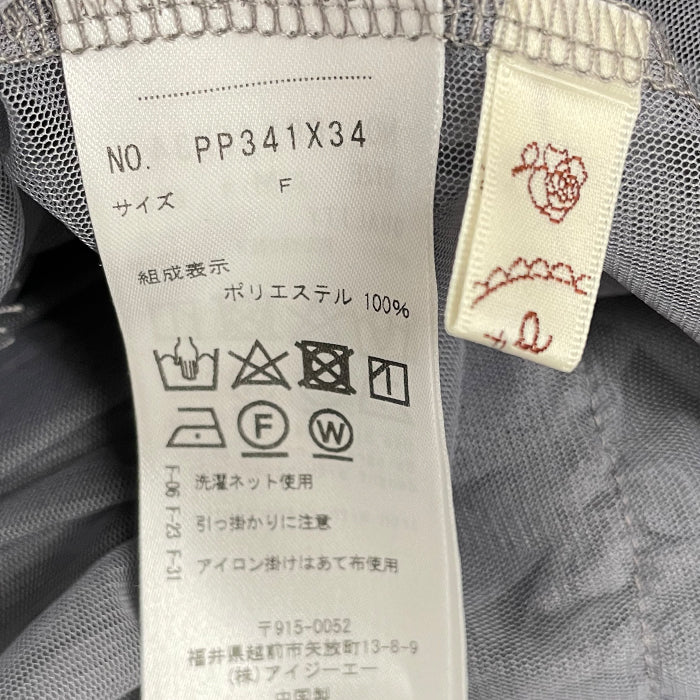 NO. PP341X34
サイズ F
組成表示
ポリエステル 100%
F
W
洗濯ネット使用
引っ掛かりに注意
アイロン掛けはあて布使用
F-06 F-23 F-31
〒915-0052
福井県越前市矢放町13-8-9
(株)アイジーエー
中国製